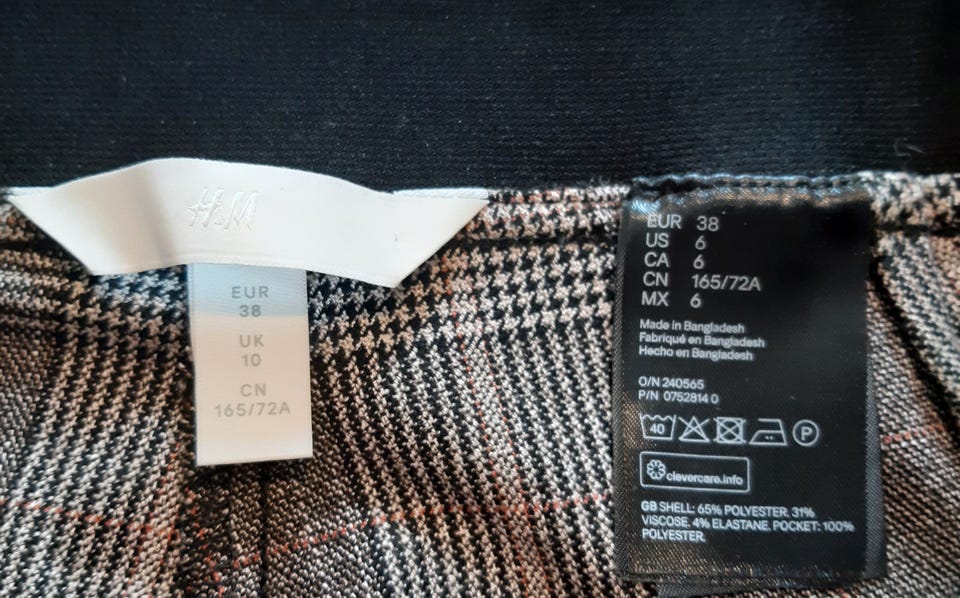 H&M
EUR
38
UK
10
CN
165/72A
EUR 38
US 6
CA 6
CN 165/72A
MX 6
Made in Bangladesh
Fabriqué en Bangladesh
Hecho en Bangladesh
O/N 240565
P/N 0752814 0
40 P
clevercare.info
GB SHELL: 65% POLYESTER. 31%
VISCOSE. 4% ELASTANE. POCKET: 100%
POLYESTER.